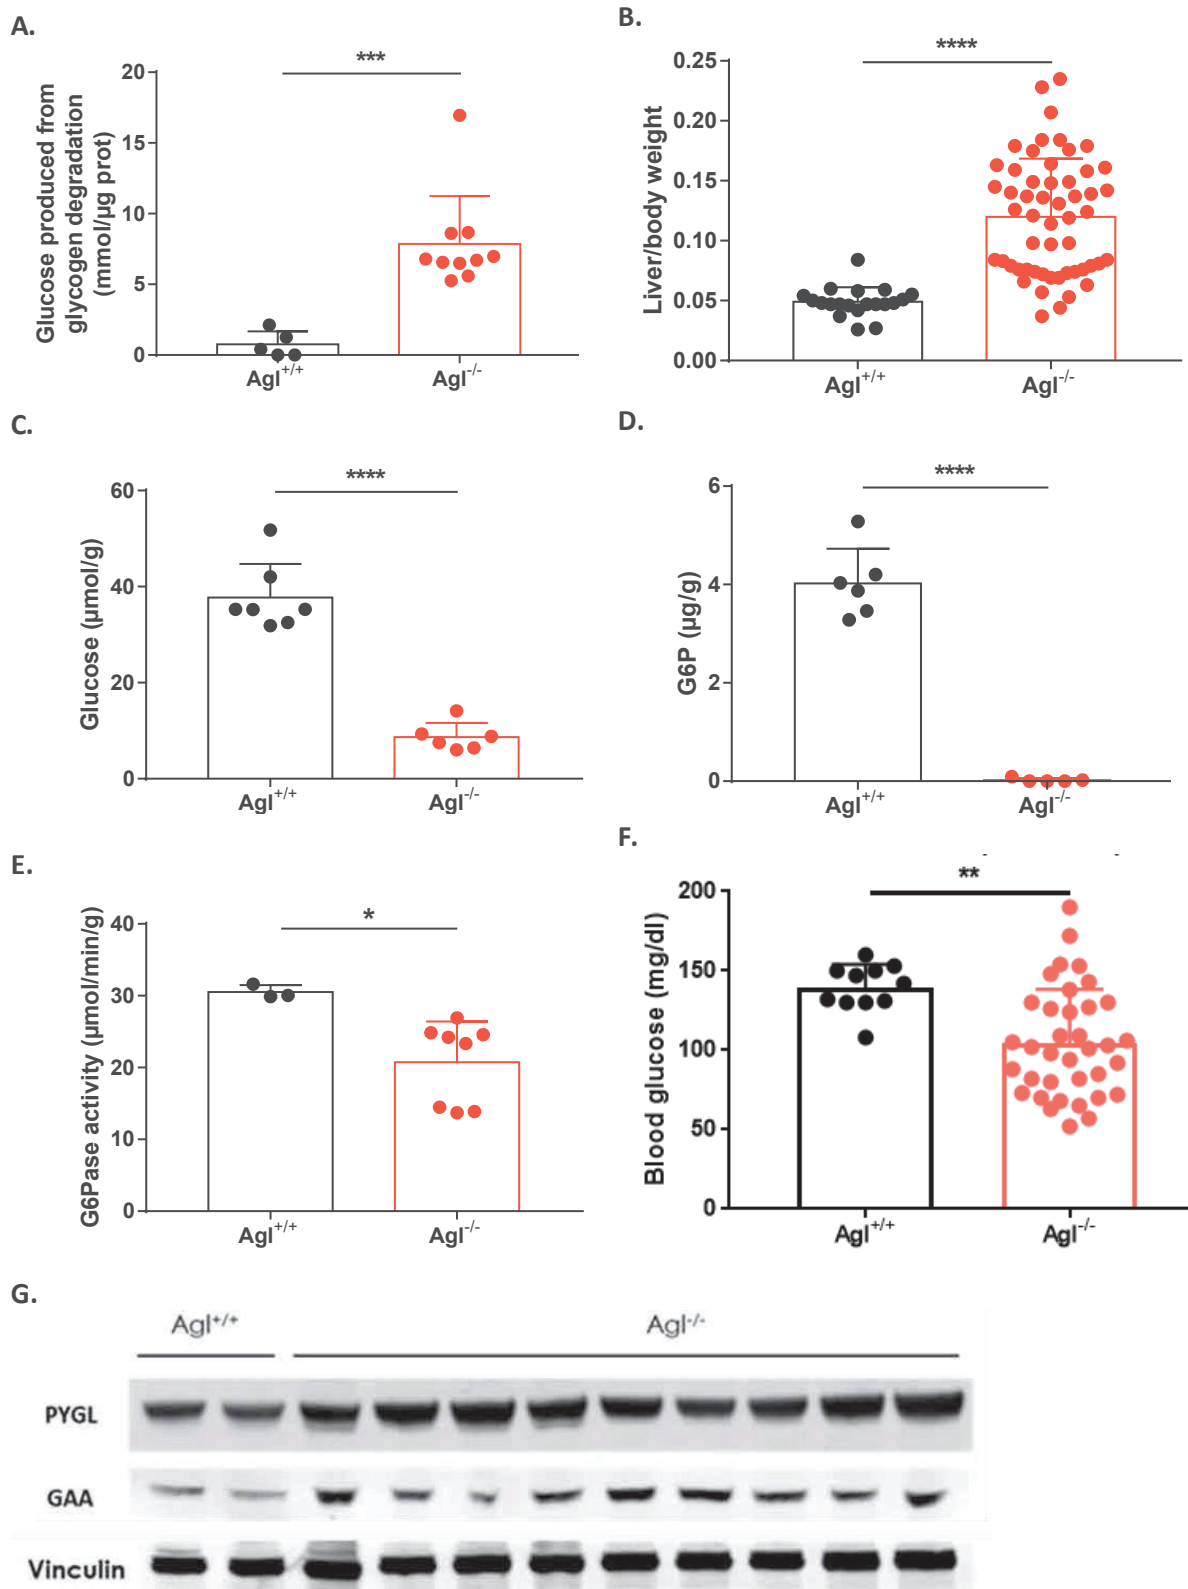 A.
Glucose produced from
glycogen degradation
(mmol/µg prot)
20
15
10
5
0
***
Agl+/+
Agl-/-
B.
Liver/body weight
0.25
0.20
0.15
0.10
0.05
0.00
****
Agl+/+
Agl-/-
C.
Glucose (µmol/g)
60
40
20
0
****
Agl+/+
Agl-/-
D.
G6P (µg/g)
6
4
2
0
****
Agl+/+
Agl-/-
E.
G6Pase activity (µmol/min/g)
40
30
20
10
0
*
Agl+/+
Agl-/-
F.
Blood glucose (mg/dl)
200
150
100
50
0
**
Agl+/+
Agl-/-
G.
Agl+/+
Agl-/-
PYGL
GAA
Vinculin